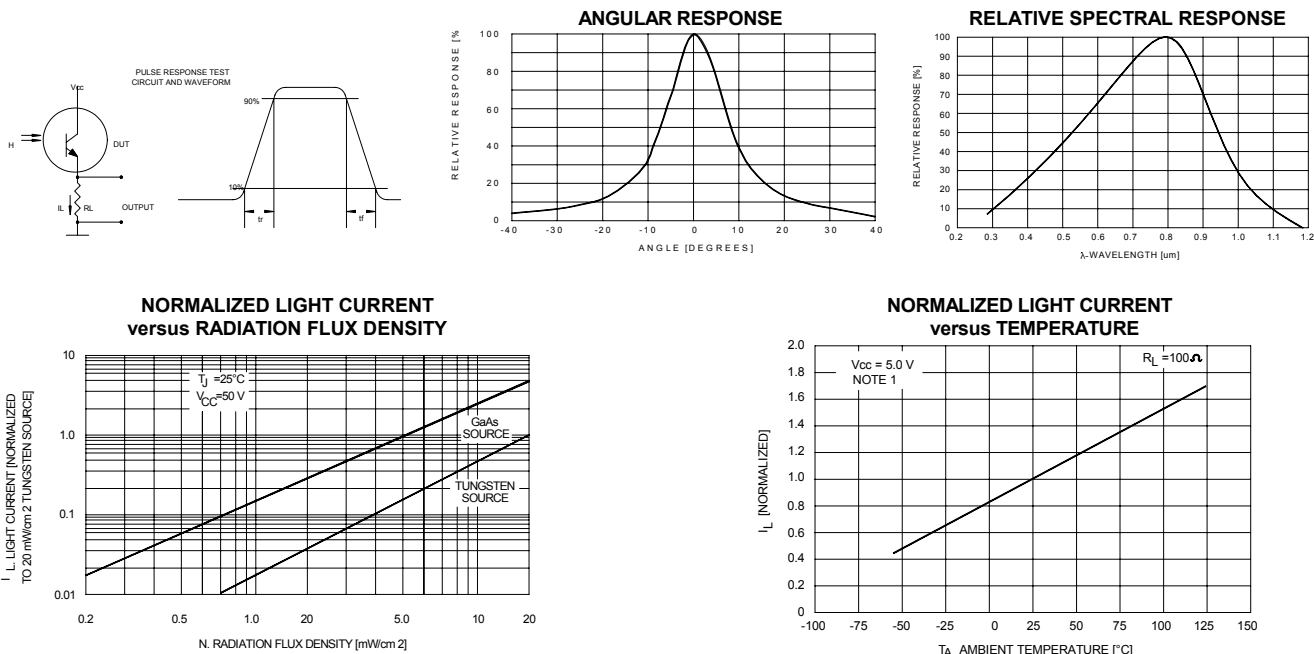 PULSE RESPONSE TEST
CIRCUIT AND WAVEFORM
Vcc
H
DUT
IL
RL
OUTPUT
90%
10%
tr
tf
ANGULAR RESPONSE
RELATIVE RESPONSE [%
100
80
60
40
20
0
-40 -30 -20 -10 0 10 20 30 40
ANGLE [DEGREES]
RELATIVE SPECTRAL RESPONSE
RELATIVE RESPONSE [%]
100
90
80
70
60
50
40
30
20
10
0
0.2 0.3 0.4 0.5 0.6 0.7 0.8 0.9 1.0 1.1 1.2
λ-WAVELENGTH [um]
NORMALIZED LIGHT CURRENT
versus RADIATION FLUX DENSITY
I L. LIGHT CURRENT [NORMALIZED
TO 20 mW/cm 2 TUNGSTEN SOURCE]
10
1.0
0.1
0.01
TJ =25°C
VCC=50 V
GaAs
SOURCE
TUNGSTEN
SOURCE
0.2 0.5 1.0 20 5.0 10 20
N. RADIATION FLUX DENSITY [mW/cm 2]
NORMALIZED LIGHT CURRENT
versus TEMPERATURE
IL [NORMALIZED]
2.0
1.8
1.6
1.4
1.2
1.0
0.8
0.6
0.4
0.2
0
Vcc = 5.0 V
NOTE 1
RL =100Ω
-100 -75 -50 -25 0 25 50 75 100 125 150
TA AMBIENT TEMPERATURE [°C]